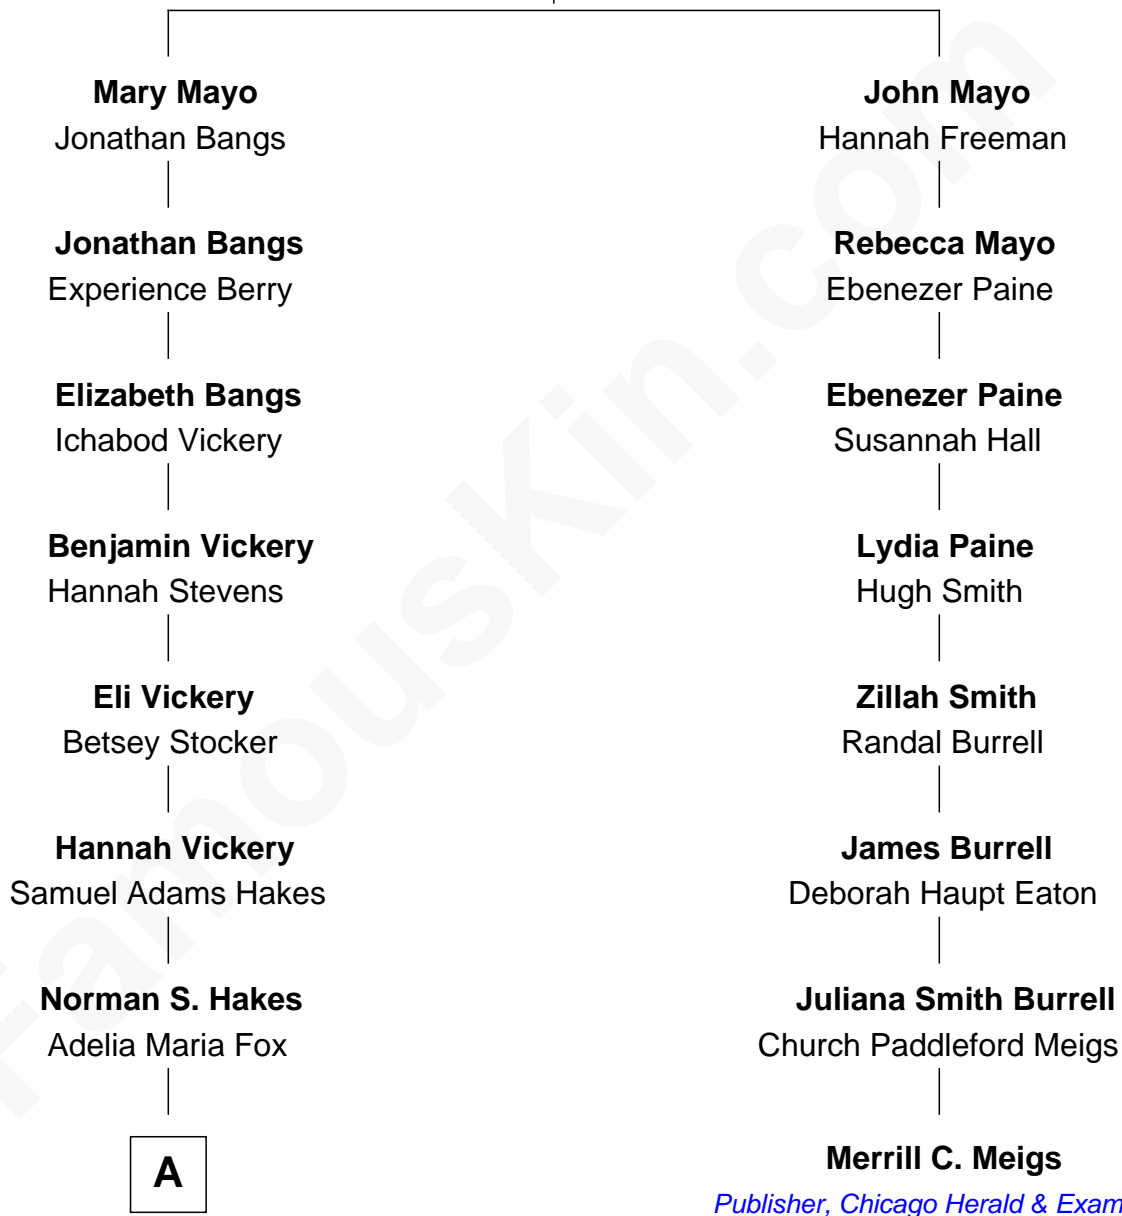 Mary Mayo
Jonathan Bangs
Jonathan Bangs
Experience Berry
Elizabeth Bangs
Ichabod Vickery
Benjamin Vickery
Hannah Stevens
Eli Vickery
Betsey Stocker
Hannah Vickery
Samuel Adams Hakes
Norman S. Hakes
Adelia Maria Fox
A
John Mayo
Hannah Freeman
Rebecca Mayo
Ebenezer Paine
Ebenezer Paine
Susannah Hall
Lydia Paine
Hugh Smith
Zillah Smith
Randal Burrell
James Burrell
Deborah Haupt Eaton
Juliana Smith Burrell
Church Paddleford Meigs
Merrill C. Meigs
Publisher, Chicago Herald & Exam
FamousKin.com